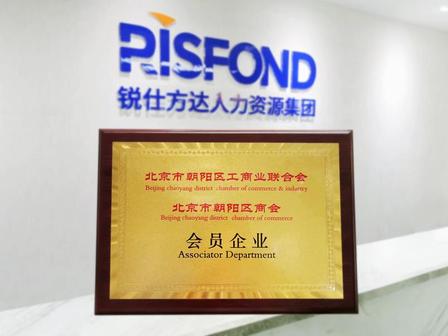 RISFOND
锐仕方达人力资源集团
北京市朝阳区工商业联合会
Beijing chaoyang district chamber of commerce & industry
北京市朝阳区商会
Beijing chaoyang district chamber of commerce
会员企业
Associator Department